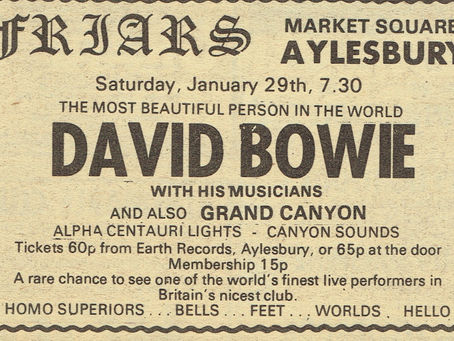 FRIARS
MARKET SQUARE
AYLESBURY
Saturday, January 29th, 7.30
THE MOST BEAUTIFUL PERSON IN THE WORLD
DAVID BOWIE
WITH HIS MUSICIANS
AND ALSO GRAND CANYON
ALPHA CENTAURI LIGHTS - CANYON SOUNDS
Tickets 60p from Earth Records, Aylesbury, or 65p at the door
Membership 15p
A rare chance to see one of the world's finest live performers in
Britain's nicest club.
HOMO SUPERIORS . . . BELLS . . . FEET . . , WORLDS . HELLO